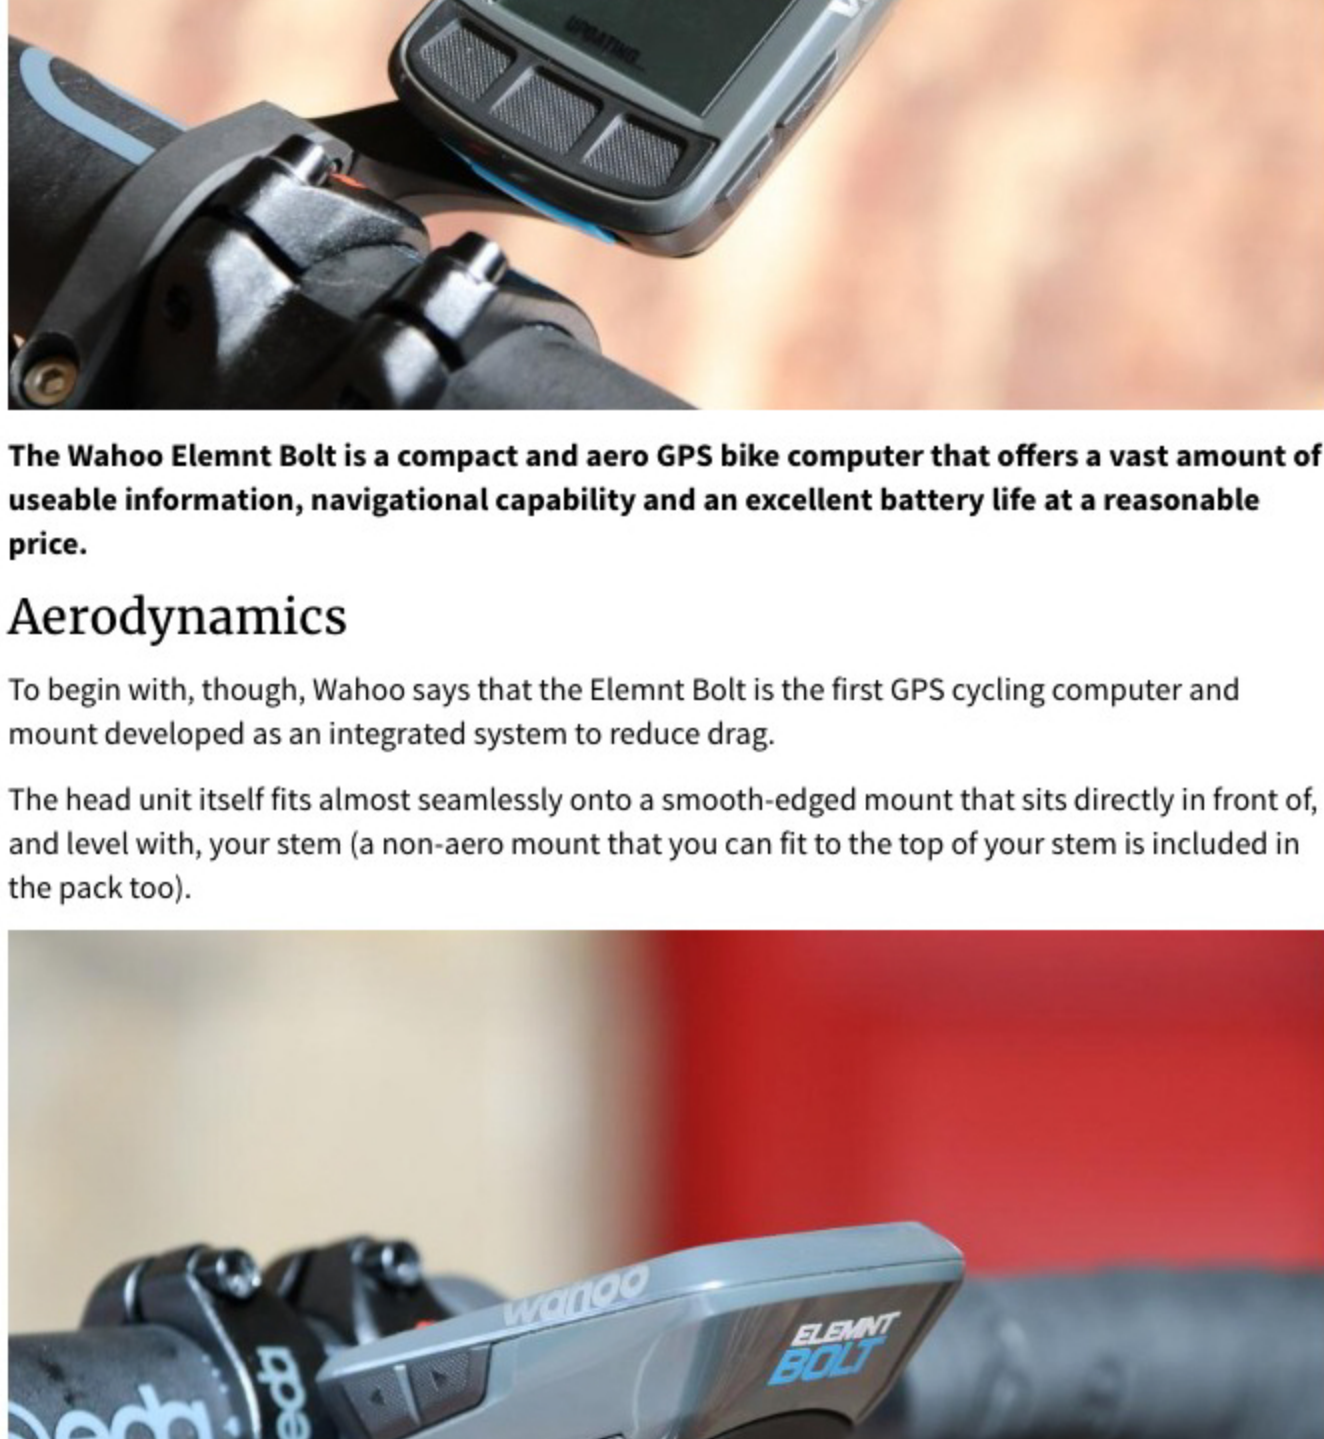 UPDATING...
The Wahoo Elemnt Bolt is a compact and aero GPS bike computer that offers a vast amount of
useable information, navigational capability and an excellent battery life at a reasonable
price.
Aerodynamics
To begin with, though, Wahoo says that the Elemnt Bolt is the first GPS cycling computer and
mount developed as an integrated system to reduce drag.
The head unit itself fits almost seamlessly onto a smooth-edged mount that sits directly in front of,
and level with, your stem (a non-aero mount that you can fit to the top of your stem is included in
the pack too).
wahoo
ELEMNT
BOLT
eda
eda